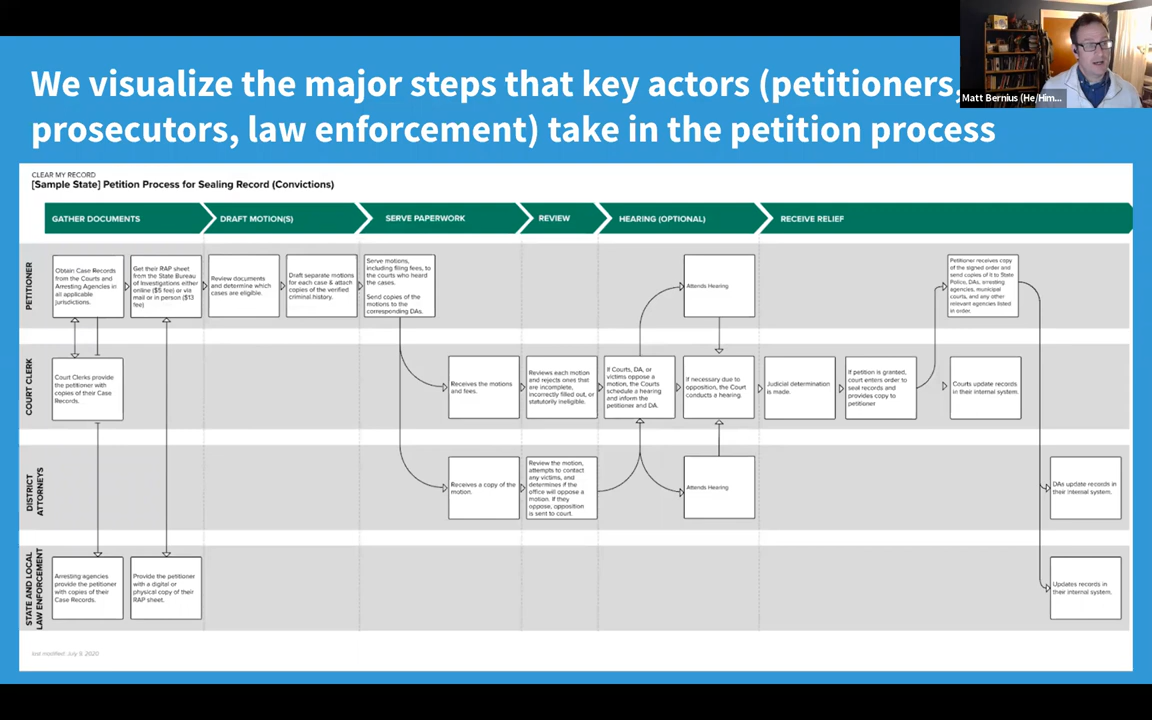 We visualize the major steps that key actors (petitioners,
prosecutors, law enforcement) take in the petition process
Matt Bernius (He/Him...
CLEAR MY RECORD
[Sample State] Petition Process for Sealing Record (Convictions)
GATHER DOCUMENTS
DRAFT MOTION(S)
SERVE PAPERWORK
REVIEW
HEARING (OPTIONAL)
RECEIVE RELIEF
PETITIONER
Obtain Case Records
from the Courts and
Arresting Agencies in
all applicable
jurisdictions.
Get their RAP sheet
from the State Bureau
of Investigations either
online ($5 fee) or via
mail or in person ($13
fee)
Review documents
and determine which
cases are eligible.
Draft separate motions
for each case & attach
copies of the verified
criminal history.
Serve motions,
including filing fees, to
the courts who heard
the cases.
Send copies of the
motions to the
corresponding DAs.
Attends Hearing
Petitioner receives copy
of the signed order and
send copies of it to State
Police, DAs, arresting
agencies, municipal
courts, and any other
relevant agencies listed
in order.
COURT CLERK
Court Clerks provide
the petitioner with
copies of their Case
Records.
Receives the motions
and fees.
Reviews each motion
and rejects ones that
are incomplete,
incorrectly filled out, or
statutorily ineligible.
If Courts, DA, or
victims oppose a
motion, the Courts
schedule a hearing
and inform the
petitioner and DA.
If necessary due to
opposition, the Court
conducts a hearing.
Judicial determination
is made.
If petition is granted,
court enters order to
seal records and
provides copy to
petitioner
Courts update records
in their internal system.
DISTRICT
ATTORNEYS
Receives a copy of the
motion.
Review the motion,
attempts to contact
any victims, and
determines if the
office will oppose a
motion. If they
oppose, opposition
is sent to court.
Attends Hearing
DAs update records in
their internal system.
STATE AND LOCAL
LAW ENFORCEMENT
Arresting agencies
provide the petitioner
with copies of their
Case Records.
Provide the petitioner
with a digital or
physical copy of their
RAP sheet.
Updates records in
their internal system.
last modified: July 9, 2020